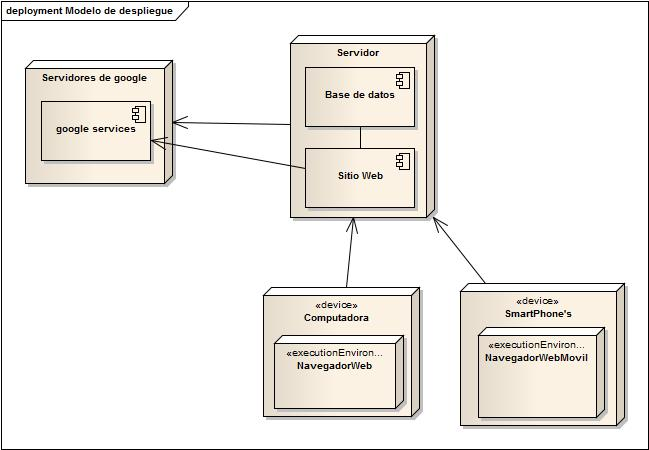 deployment Modelo de despliegue
Servidores de google
google services
Servidor
Base de datos
Sitio Web
«device»
Computadora
«executionEnviron...
NavegadorWeb
«device»
SmartPhone's
«executionEnviron...
NavegadorWebMovil